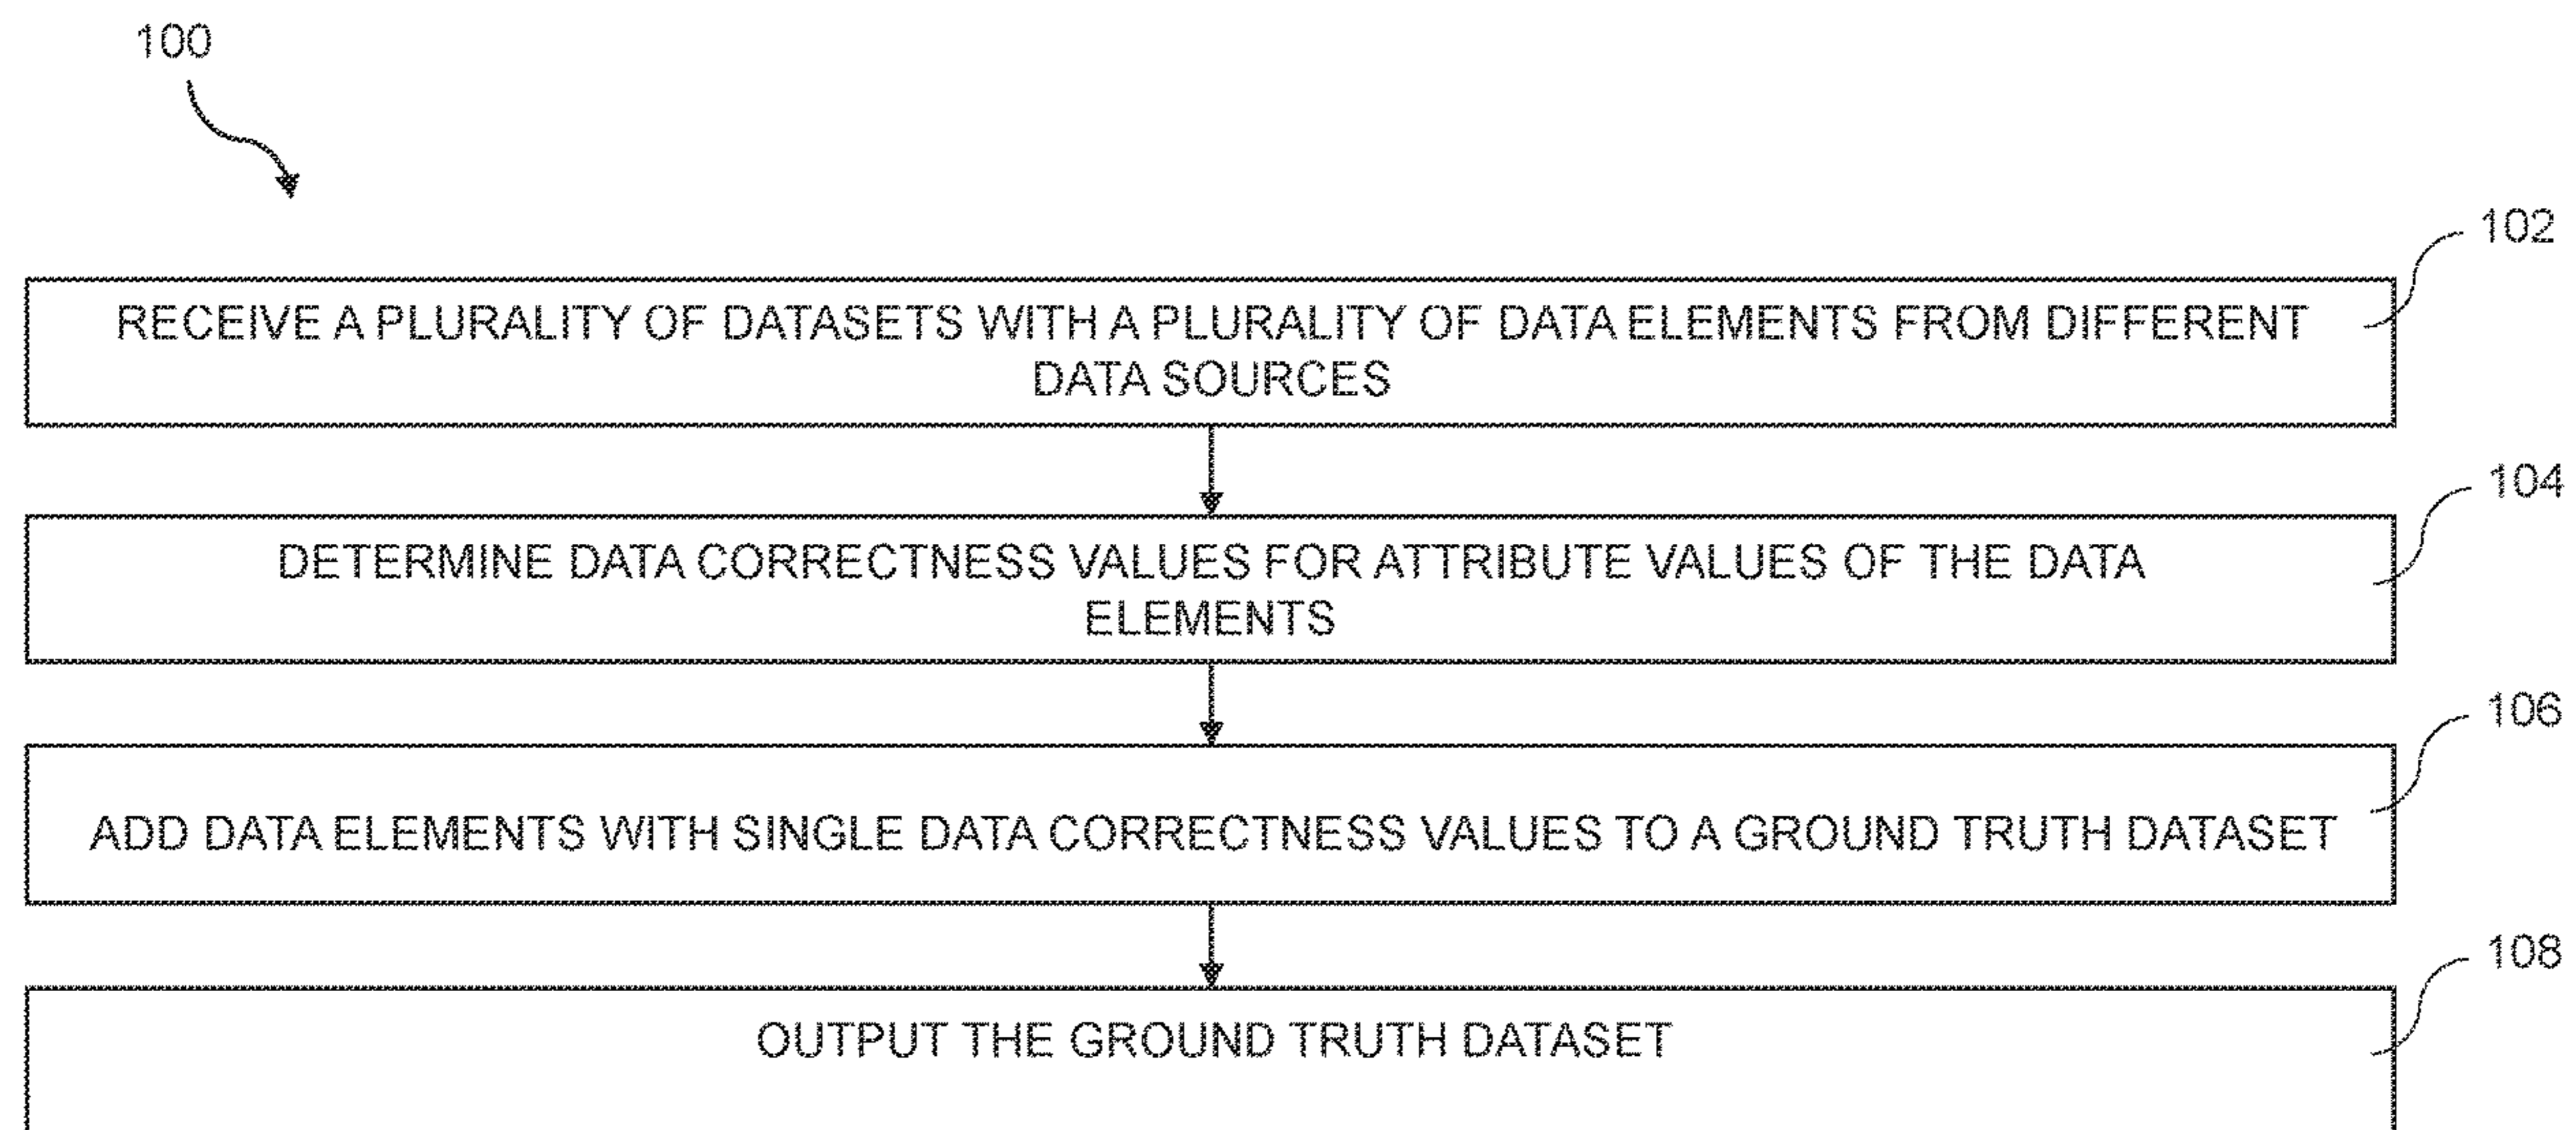 100
102
RECEIVE A PLURALITY OF DATASETS WITH A PLURALITY OF DATA ELEMENTS FROM DIFFERENT
DATA SOURCES
104
DETERMINE DATA CORRECTNESS VALUES FOR ATTRIBUTE VALUES OF THE DATA
ELEMENTS
106
ADD DATA ELEMENTS WITH SINGLE DATA CORRECTNESS VALUES TO A GROUND TRUTH DATASET
108
OUTPUT THE GROUND TRUTH DATASET